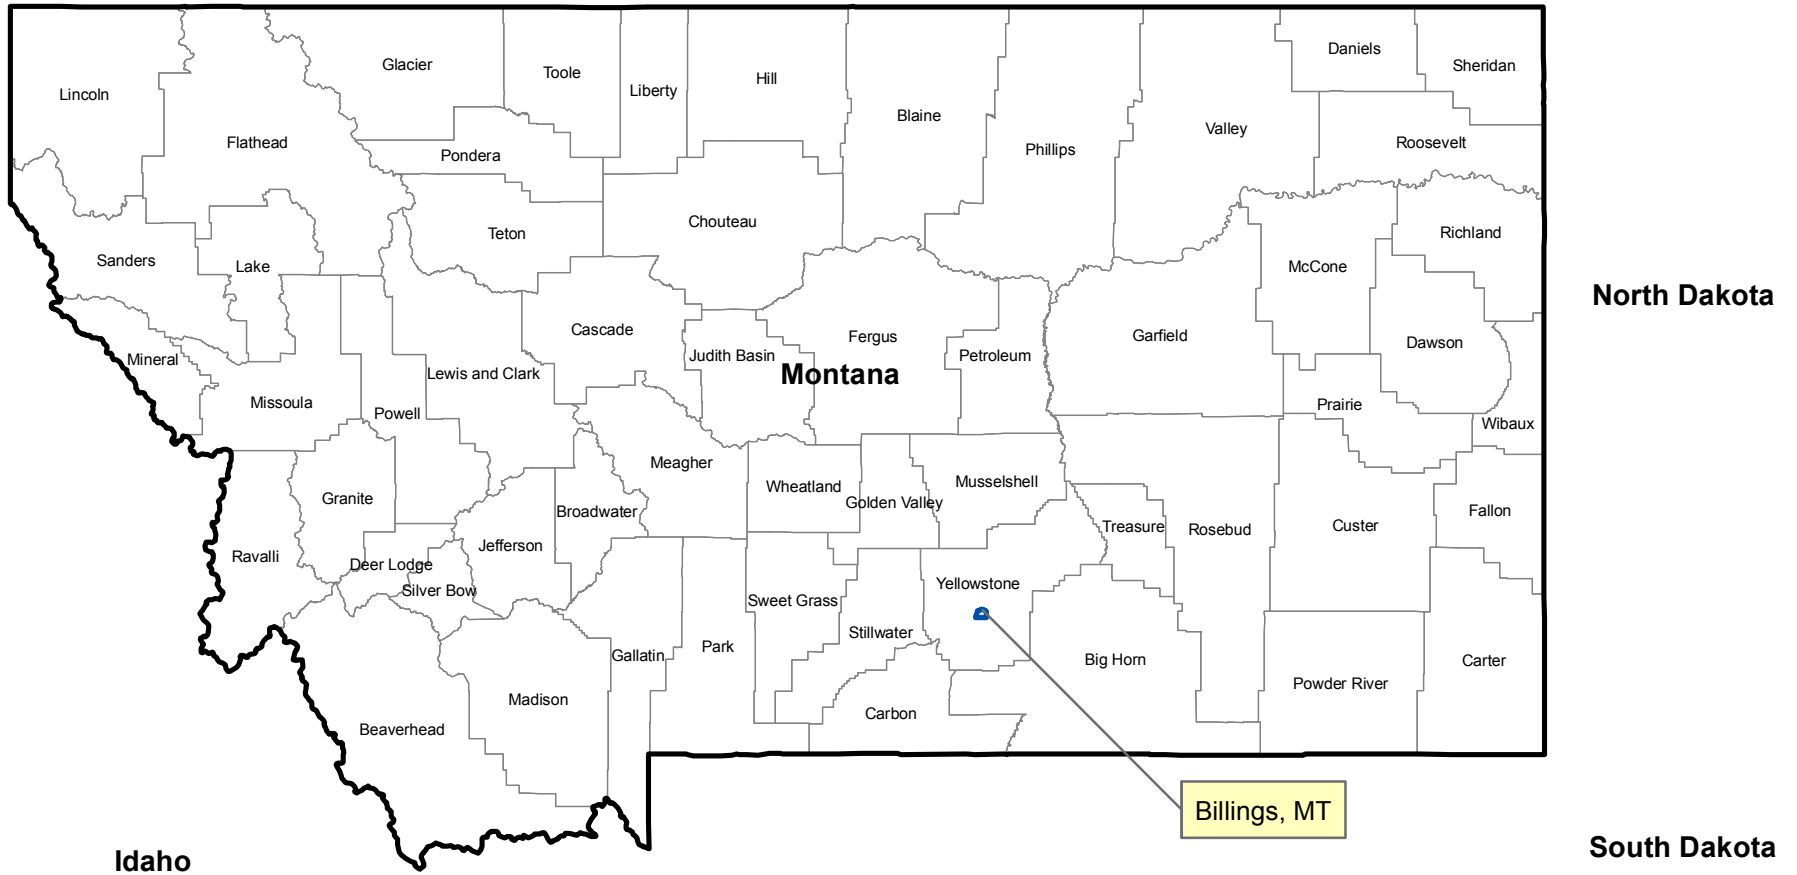 Daniels
Glacier
Sheridan
Toole
Hill
Lincoln
Liberty
Blaine
Valley
Flathead
Roosevelt
Phillips
Pondera
Chouteau
Teton
Richland
Sanders
Lake
McCone
North Dakota
Cascade
Fergus
Garfield
Dawson
Mineral
Judith Basin
Petroleum
Lewis and Clark
Montana
Missoula
Prairie
Powell
Wibaux
Meagher
Musselshell
Wheatland
Granite
Golden Valley
Broadwater
Fallon
Treasure
Rosebud
Custer
Jefferson
Ravalli
Deer Lodge
Yellowstone
Silver Bow
Sweet Grass
Stillwater
Park
Gallatin
Big Horn
Carter
Powder River
Madison
Carbon
Beaverhead
Billings, MT
South Dakota
Idaho